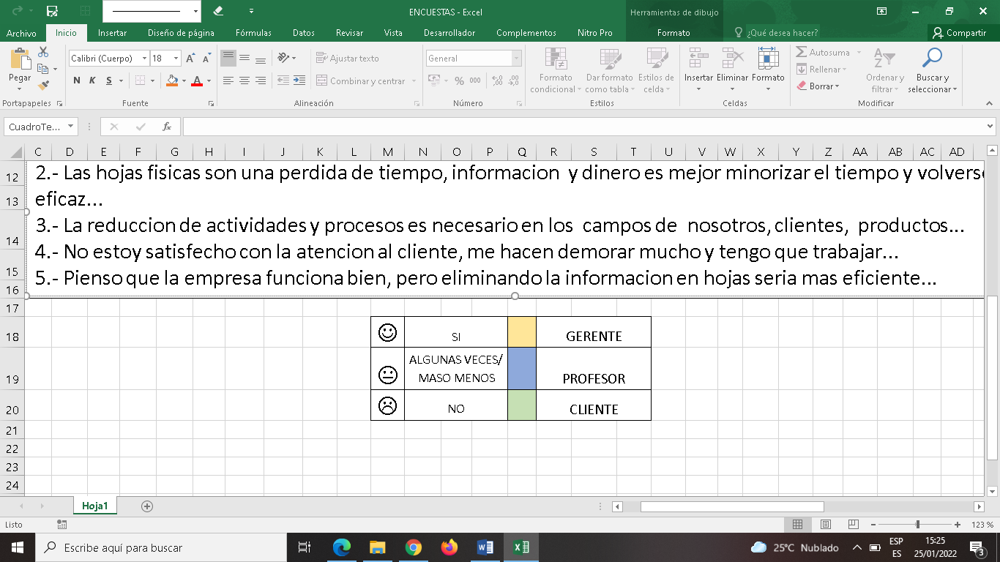 ENCUESTAS - Excel
Herramientas de dibujo
Archivo Inicio Insertar Diseño de página Fórmulas Datos Revisar Vista Desarrollador Complementos Nitro Pro Formato ¿Qué desea hacer? Compartir
Calibri (Cuerpo) 18 Ajustar texto General Autosuma
Pegar Rellenar
N K S Combinar y centrar % 000 Borrar
Formato condicional Dar formato como tabla Estilos de celda Insertar Eliminar Formato Ordenar y filtrar Buscar y seleccionar
Portapapeles Fuente Alineación Número Estilos Celdas Modificar
CuadroTe... fx
C D E F G H I J K L M N O P Q R S T U V W X Y Z AA AB AC AD
12 2.- Las hojas fisicas son una perdida de tiempo, informacion y dinero es mejor minorizar el tiempo y volverse
13 eficaz...
14 3.- La reduccion de actividades y procesos es necesario en los campos de nosotros, clientes, productos...
15 4.- No estoy satisfecho con la atencion al cliente, me hacen demorar mucho y tengo que trabajar...
16 5.- Pienso que la empresa funciona bien, pero eliminando la informacion en hojas seria mas eficiente...
17
18 SI GERENTE
ALGUNAS VECES/
19 MASO MENOS PROFESOR
20 NO CLIENTE
21
22
23
24
Hoja1
Listo 123 %
Escribe aquí para buscar
25°C Nublado
ESP
ES
15:25
25/01/2022
3